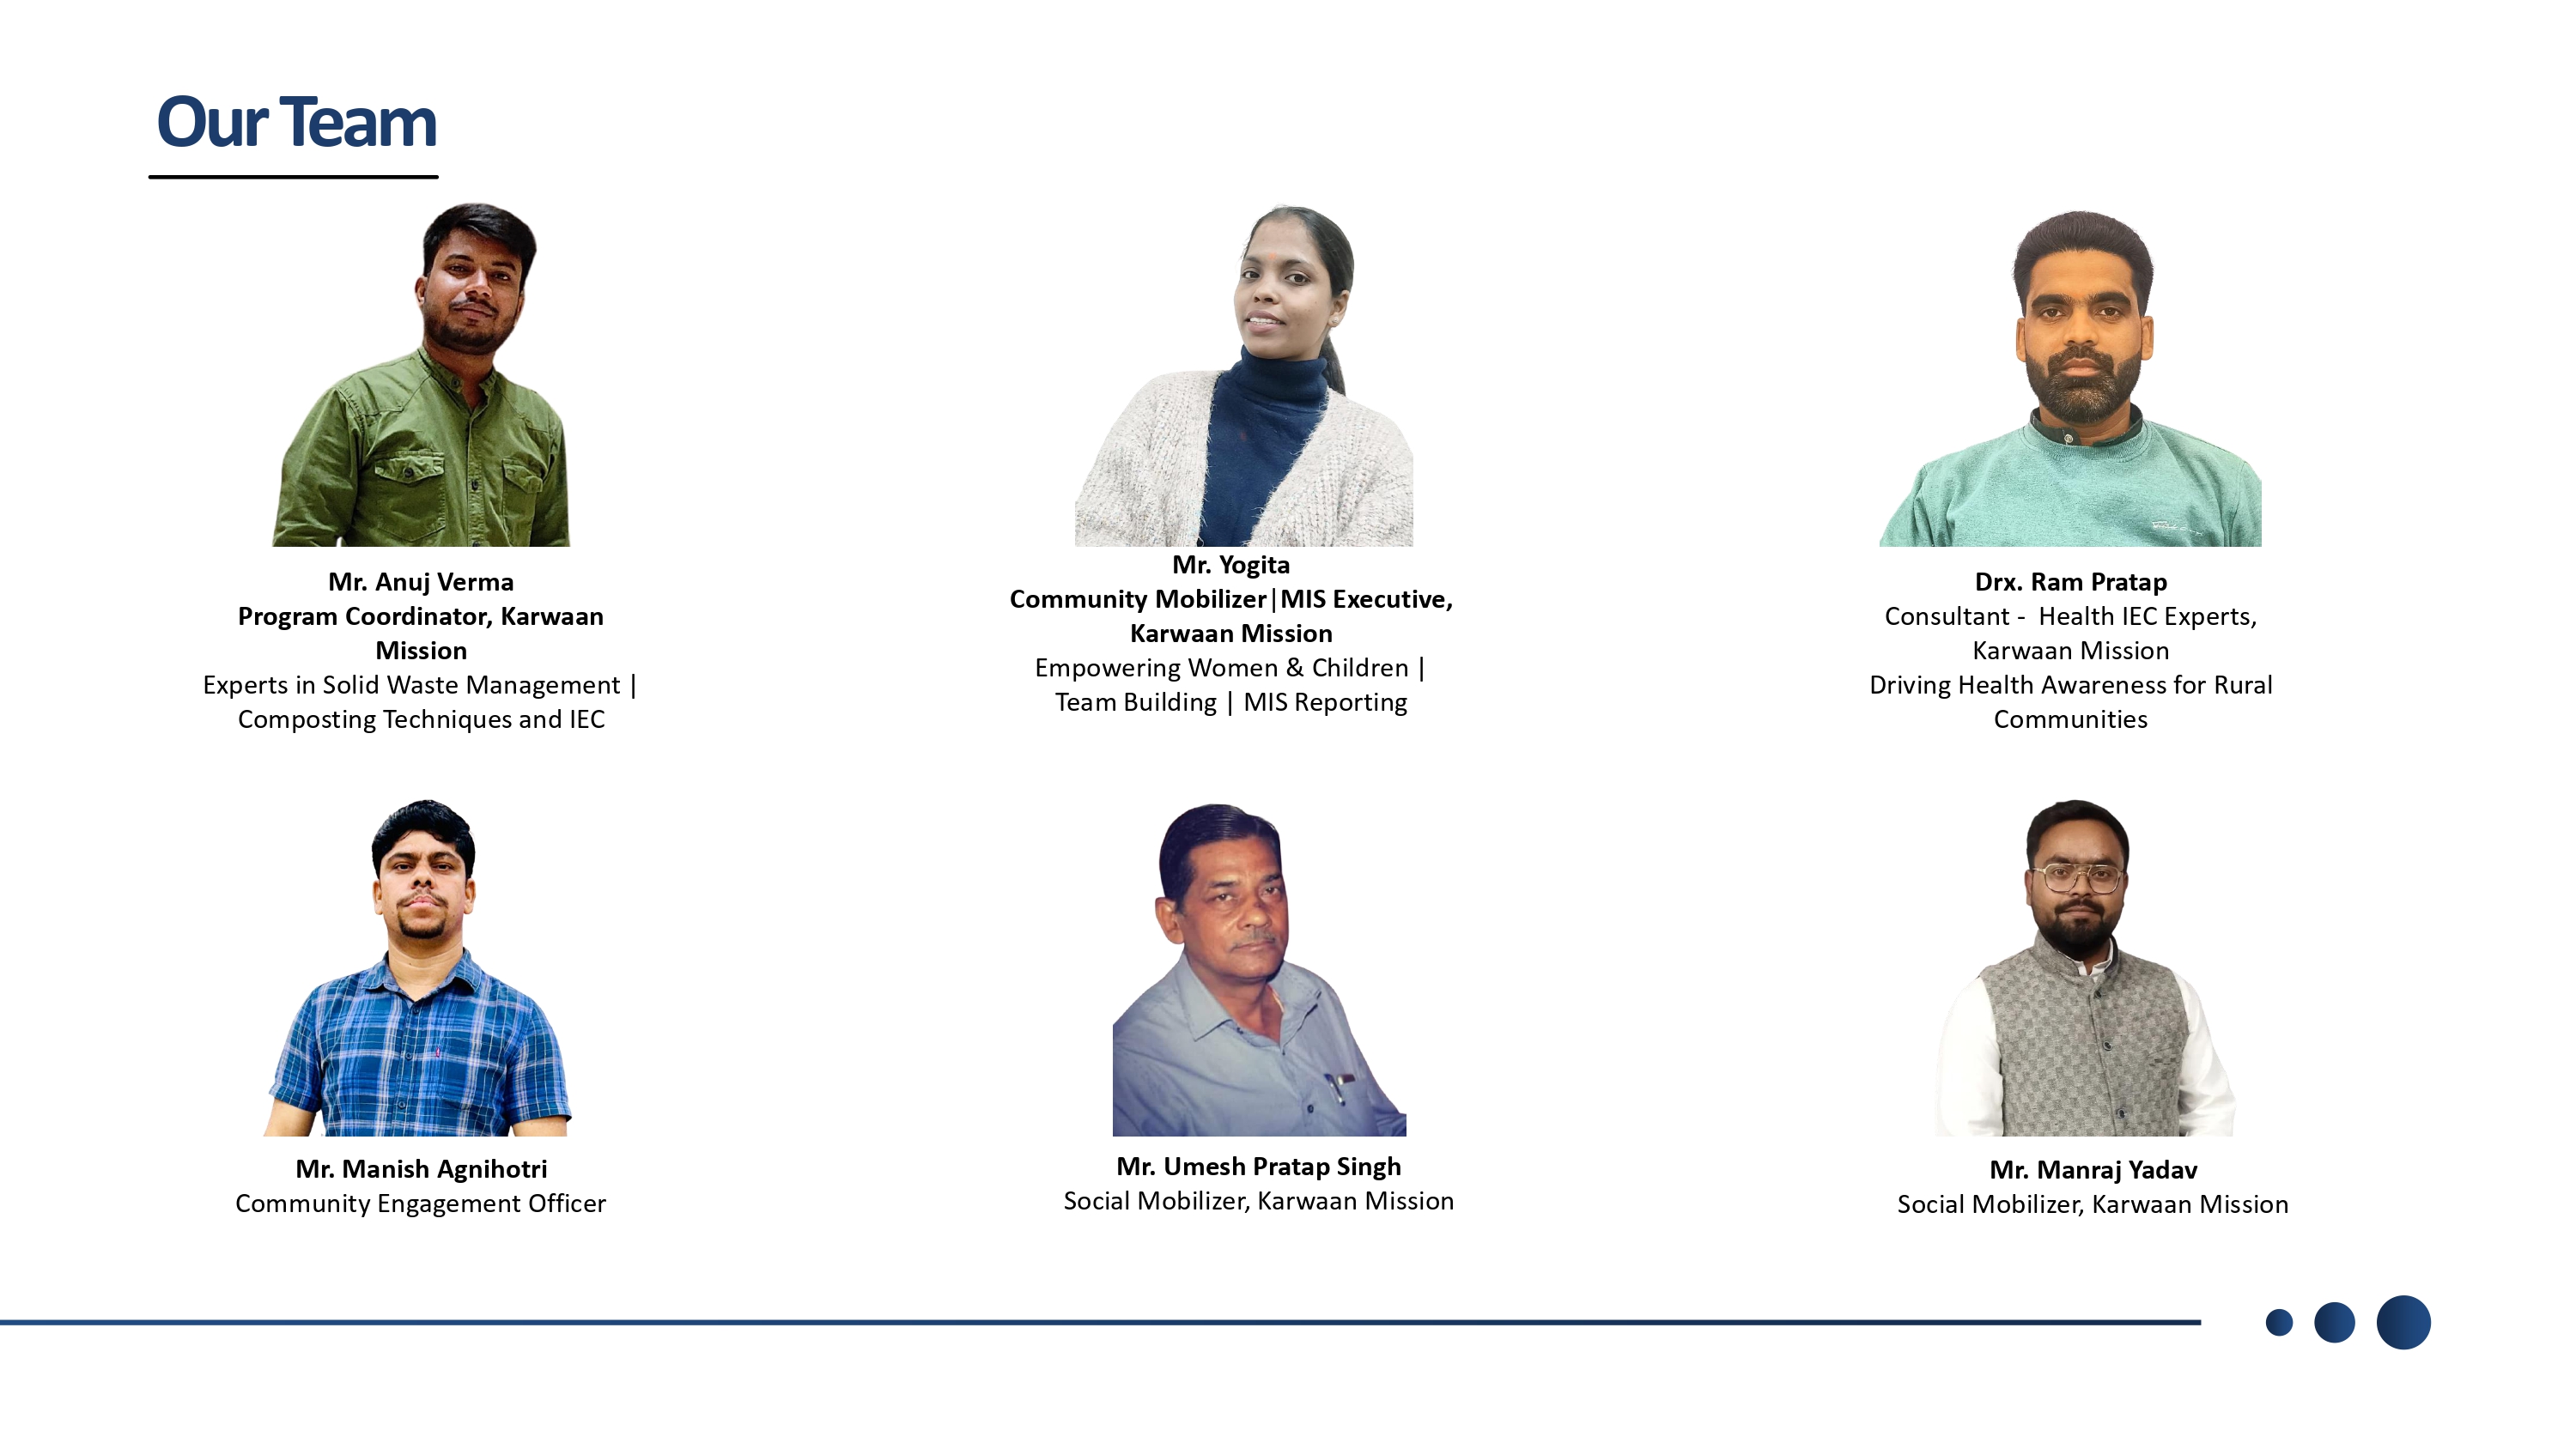 Our Team
Mr. Anuj Verma
Program Coordinator, Karwaan
Mission
Experts in Solid Waste Management |
Composting Techniques and IEC
Mr. Yogita
Community Mobilizer|MIS Executive,
Karwaan Mission
Empowering Women & Children |
Team Building | MIS Reporting
Drx. Ram Pratap
Consultant -  Health IEC Experts,
Karwaan Mission
Driving Health Awareness for Rural
Communities
Mr. Manish Agnihotri
Community Engagement Officer
Mr. Umesh Pratap Singh
Social Mobilizer, Karwaan Mission
Mr. Manraj Yadav
Social Mobilizer, Karwaan Mission